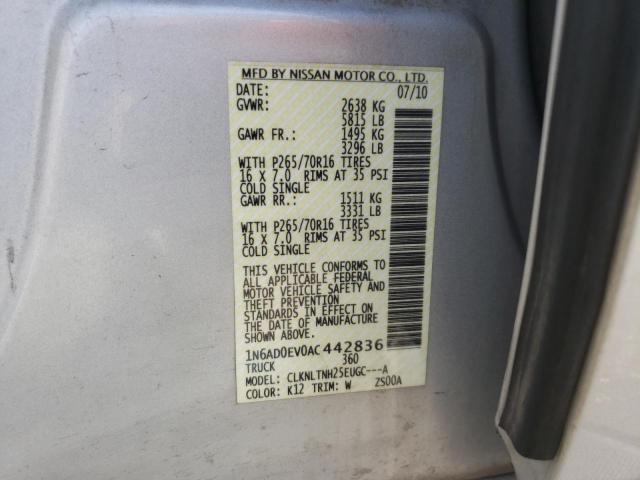 MFD BY NISSAN MOTOR CO., LTD.
DATE: 07/10
GVWR: 2638 KG
5815 LB
GAWR FR.: 1495 KG
3296 LB
WITH P265/70R16 TIRES
16 X 7.0 RIMS AT 35 PSI
COLD SINGLE
GAWR RR.: 1511 KG
3331 LB
WITH P265/70R16 TIRES
16 X 7.0 RIMS AT 35 PSI
COLD SINGLE
THIS VEHICLE CONFORMS TO
ALL APPLICABLE FEDERAL
MOTOR VEHICLE SAFETY AND
THEFT PREVENTION
STANDARDS IN EFFECT ON
THE DATE OF MANUFACTURE
SHOWN ABOVE.
1N6AD0EV0AC442836
TRUCK 360
MODEL: CLKNLTNH25EUGC---A
COLOR: K12 TRIM: W ZS00A